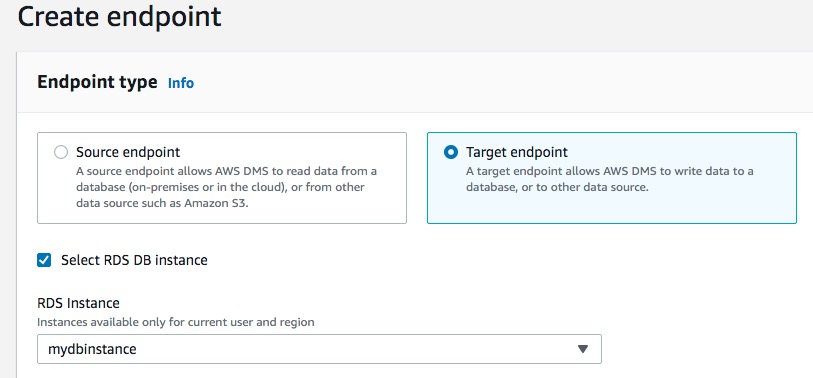 Create endpoint
Endpoint type Info
Source endpoint
A source endpoint allows AWS DMS to read data from a
database (on-premises or in the cloud), or from other
data source such as Amazon S3.
Target endpoint
A target endpoint allows AWS DMS to write data to a
database, or to other data source.
Select RDS DB instance
RDS Instance
Instances available only for current user and region
mydbinstance